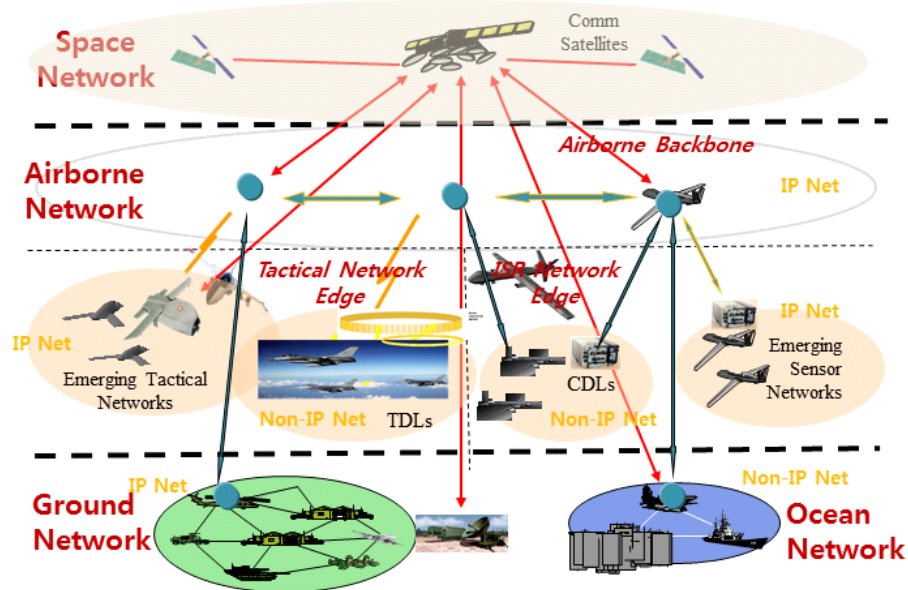 Space
Network
Comm
Satellites
Airborne Backbone
Airborne
Network
IP Net
Tactical Network
Edge
ISR Network
Edge
IP Net
Emerging Tactical
Networks
Non-IP Net
TDLs
CDLs
Non-IP Net
IP Net
Emerging
Sensor
Networks
IP Net
Ground
Network
Non-IP Net
Ocean
Network